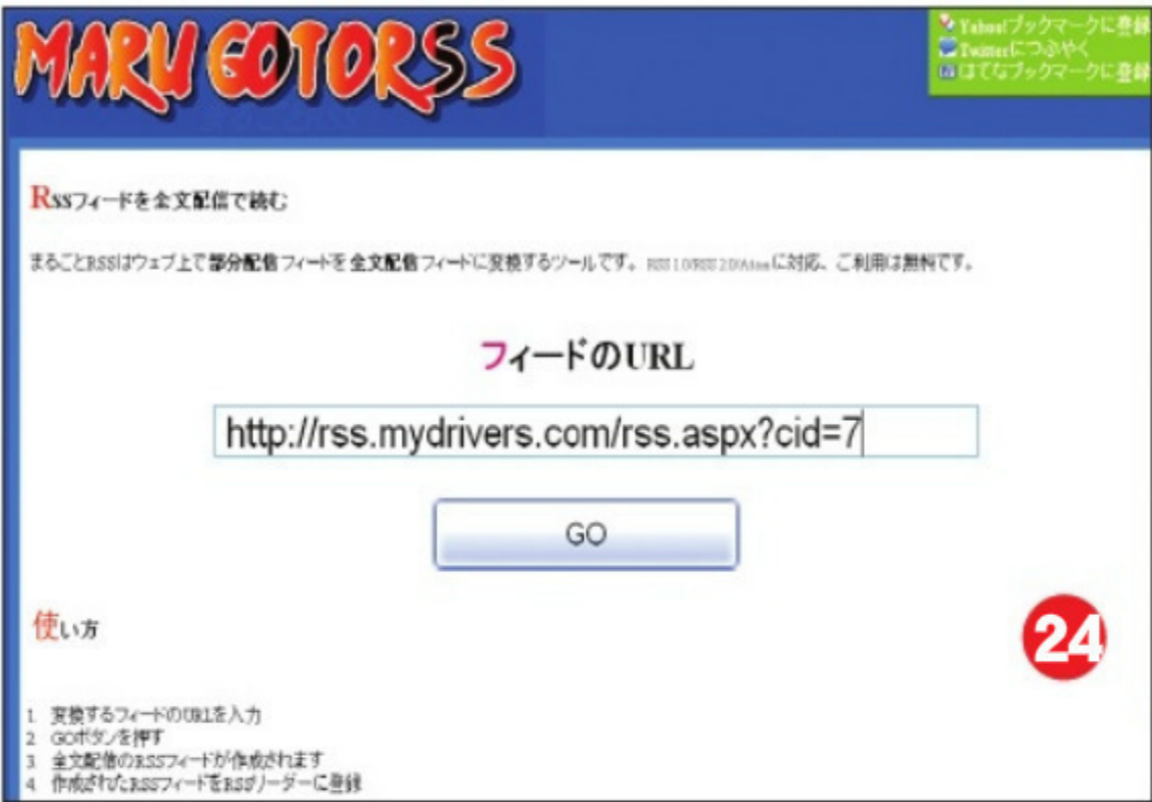 MARU GOTORSS
Yahoo!ブックマークに登録
Twitterにつぶやく
はてなブックマークに登録
RSSフィードを全文配信で読む
まるごとRSSはウェブ上で部分配信フィードを全文配信フィードに変換するツールです。RSS1.0/RSS2.0/Atomに対応、ご利用は無料です。
フィードのURL
http://rss.mydrivers.com/rss.aspx?cid=7
GO
使い方
24
1. 変換するフィードのURLを入力
2. GOボタンを押す
3. 全文配信のRSSフィードが作成されます
4. 作成されたRSSフィードをRSSリーダーに登録